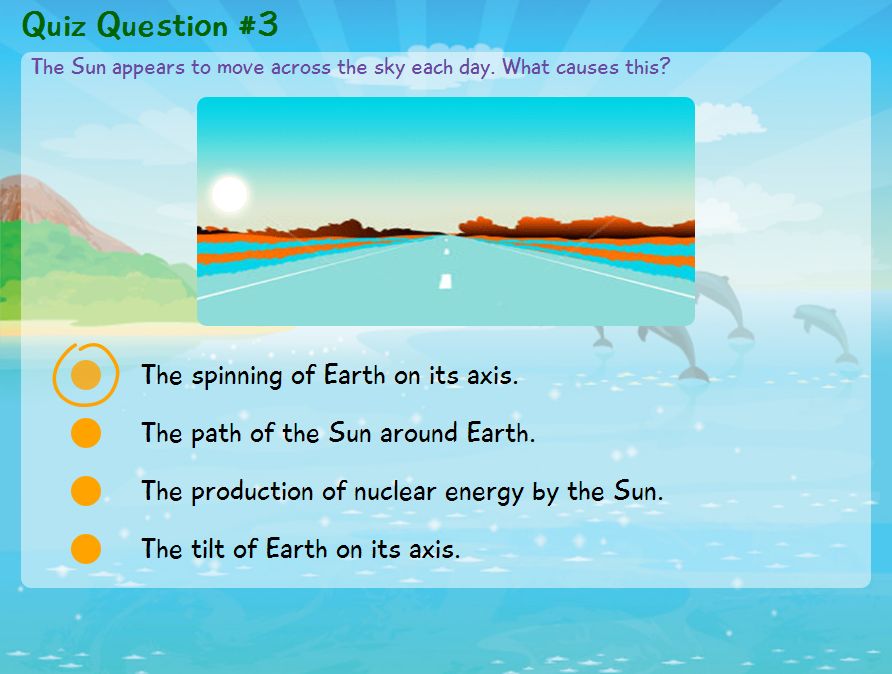 Quiz Question #3
The Sun appears to move across the sky each day. What causes this?
The spinning of Earth on its axis.
The path of the Sun around Earth.
The production of nuclear energy by the Sun.
The tilt of Earth on its axis.